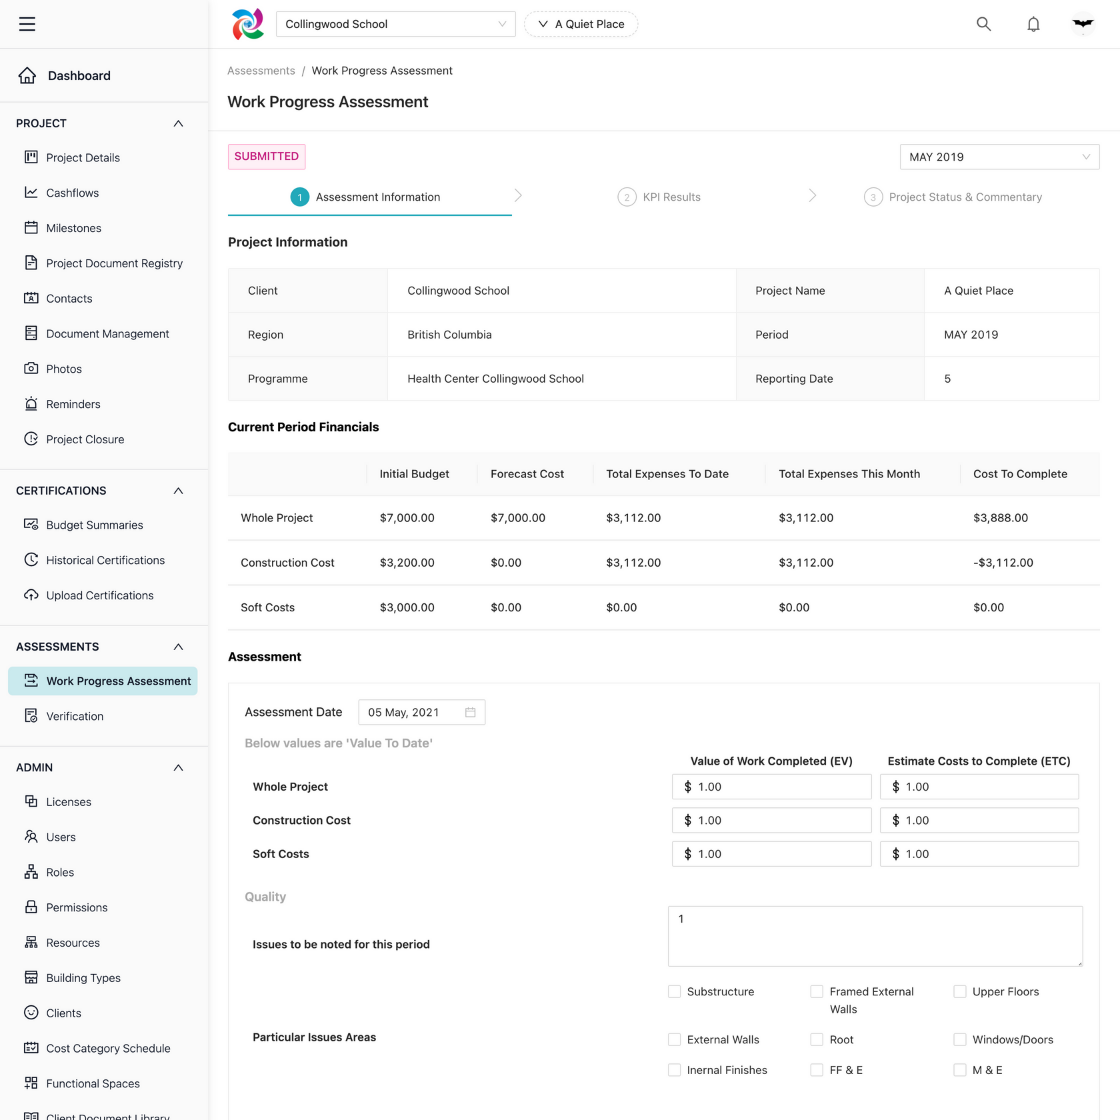 Collingwood School
A Quiet Place
Dashboard
PROJECT
Project Details
Cashflows
Milestones
Project Document Registry
Contacts
Document Management
Photos
Reminders
Project Closure
CERTIFICATIONS
Budget Summaries
Historical Certifications
Upload Certifications
ASSESSMENTS
Work Progress Assessment
Verification
ADMIN
Licenses
Users
Roles
Permissions
Resources
Building Types
Clients
Cost Category Schedule
Functional Spaces
Client Document Library
Assessments / Work Progress Assessment
Work Progress Assessment
SUBMITTED
MAY 2019
1 Assessment Information
2 KPI Results
3 Project Status & Commentary
Project Information
Client Collingwood School Project Name A Quiet Place
Region British Columbia Period MAY 2019
Programme Health Center Collingwood School Reporting Date 5
Current Period Financials
Initial Budget Forecast Cost Total Expenses To Date Total Expenses This Month Cost To Complete
Whole Project $7,000.00 $7,000.00 $3,112.00 $3,112.00 $3,888.00
Construction Cost $3,200.00 $0.00 $3,112.00 $3,112.00 -$3,112.00
Soft Costs $3,000.00 $0.00 $0.00 $0.00 $0.00
Assessment
Assessment Date 05 May, 2021
Below values are 'Value To Date'
Value of Work Completed (EV) Estimate Costs to Complete (ETC)
Whole Project $ 1.00 $ 1.00
Construction Cost $ 1.00 $ 1.00
Soft Costs $ 1.00 $ 1.00
Quality
Issues to be noted for this period 1
Particular Issues Areas
Substructure Framed External Walls Upper Floors
External Walls Root Windows/Doors
Inernal Finishes FF & E M & E